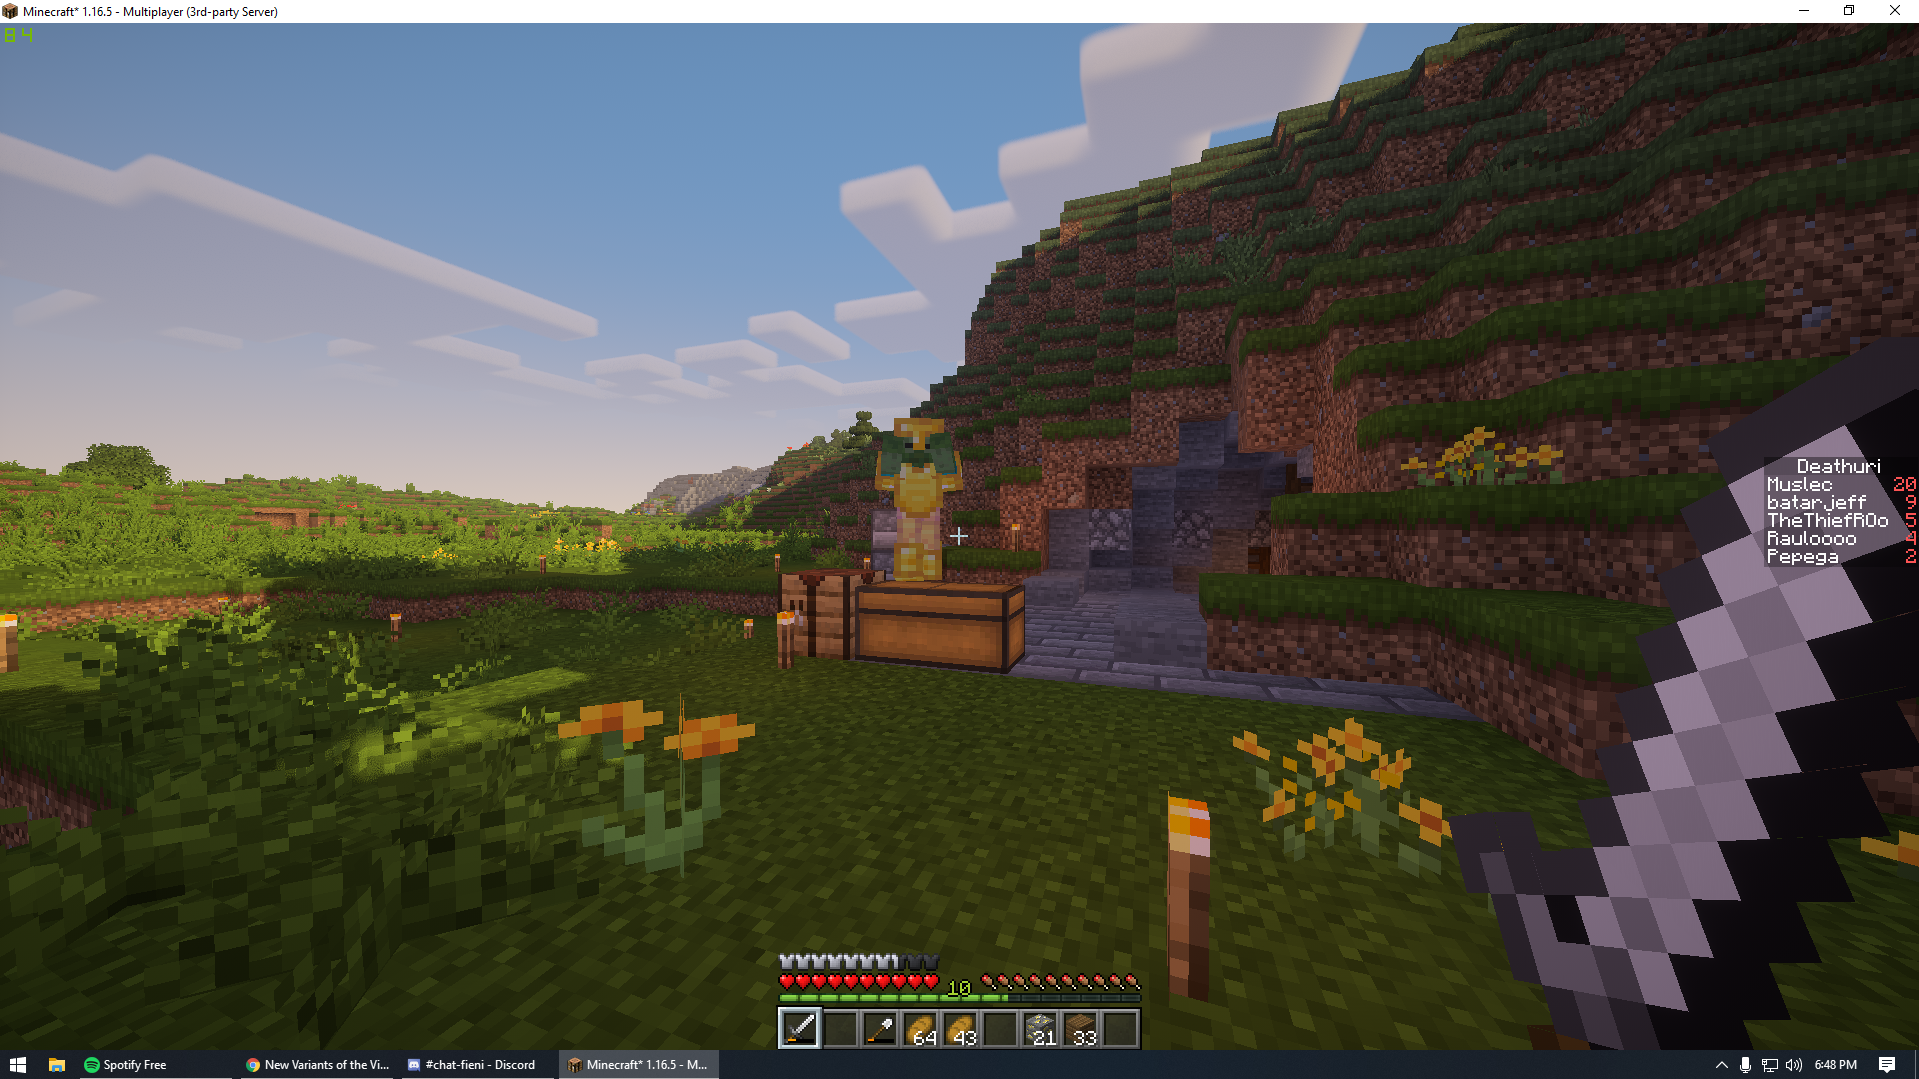 Minecraft* 1.16.5 - Multiplayer (3rd-party Server)
84
Deathuri
Muslec 20
batarjeff 9
TheThiefR0o 5
Rauloooo 4
Pepega 2
10
64 43 21 33
Spotify Free
New Variants of the Vi...
#chat-fieni - Discord
Minecraft* 1.16.5 - M...
6:48 PM